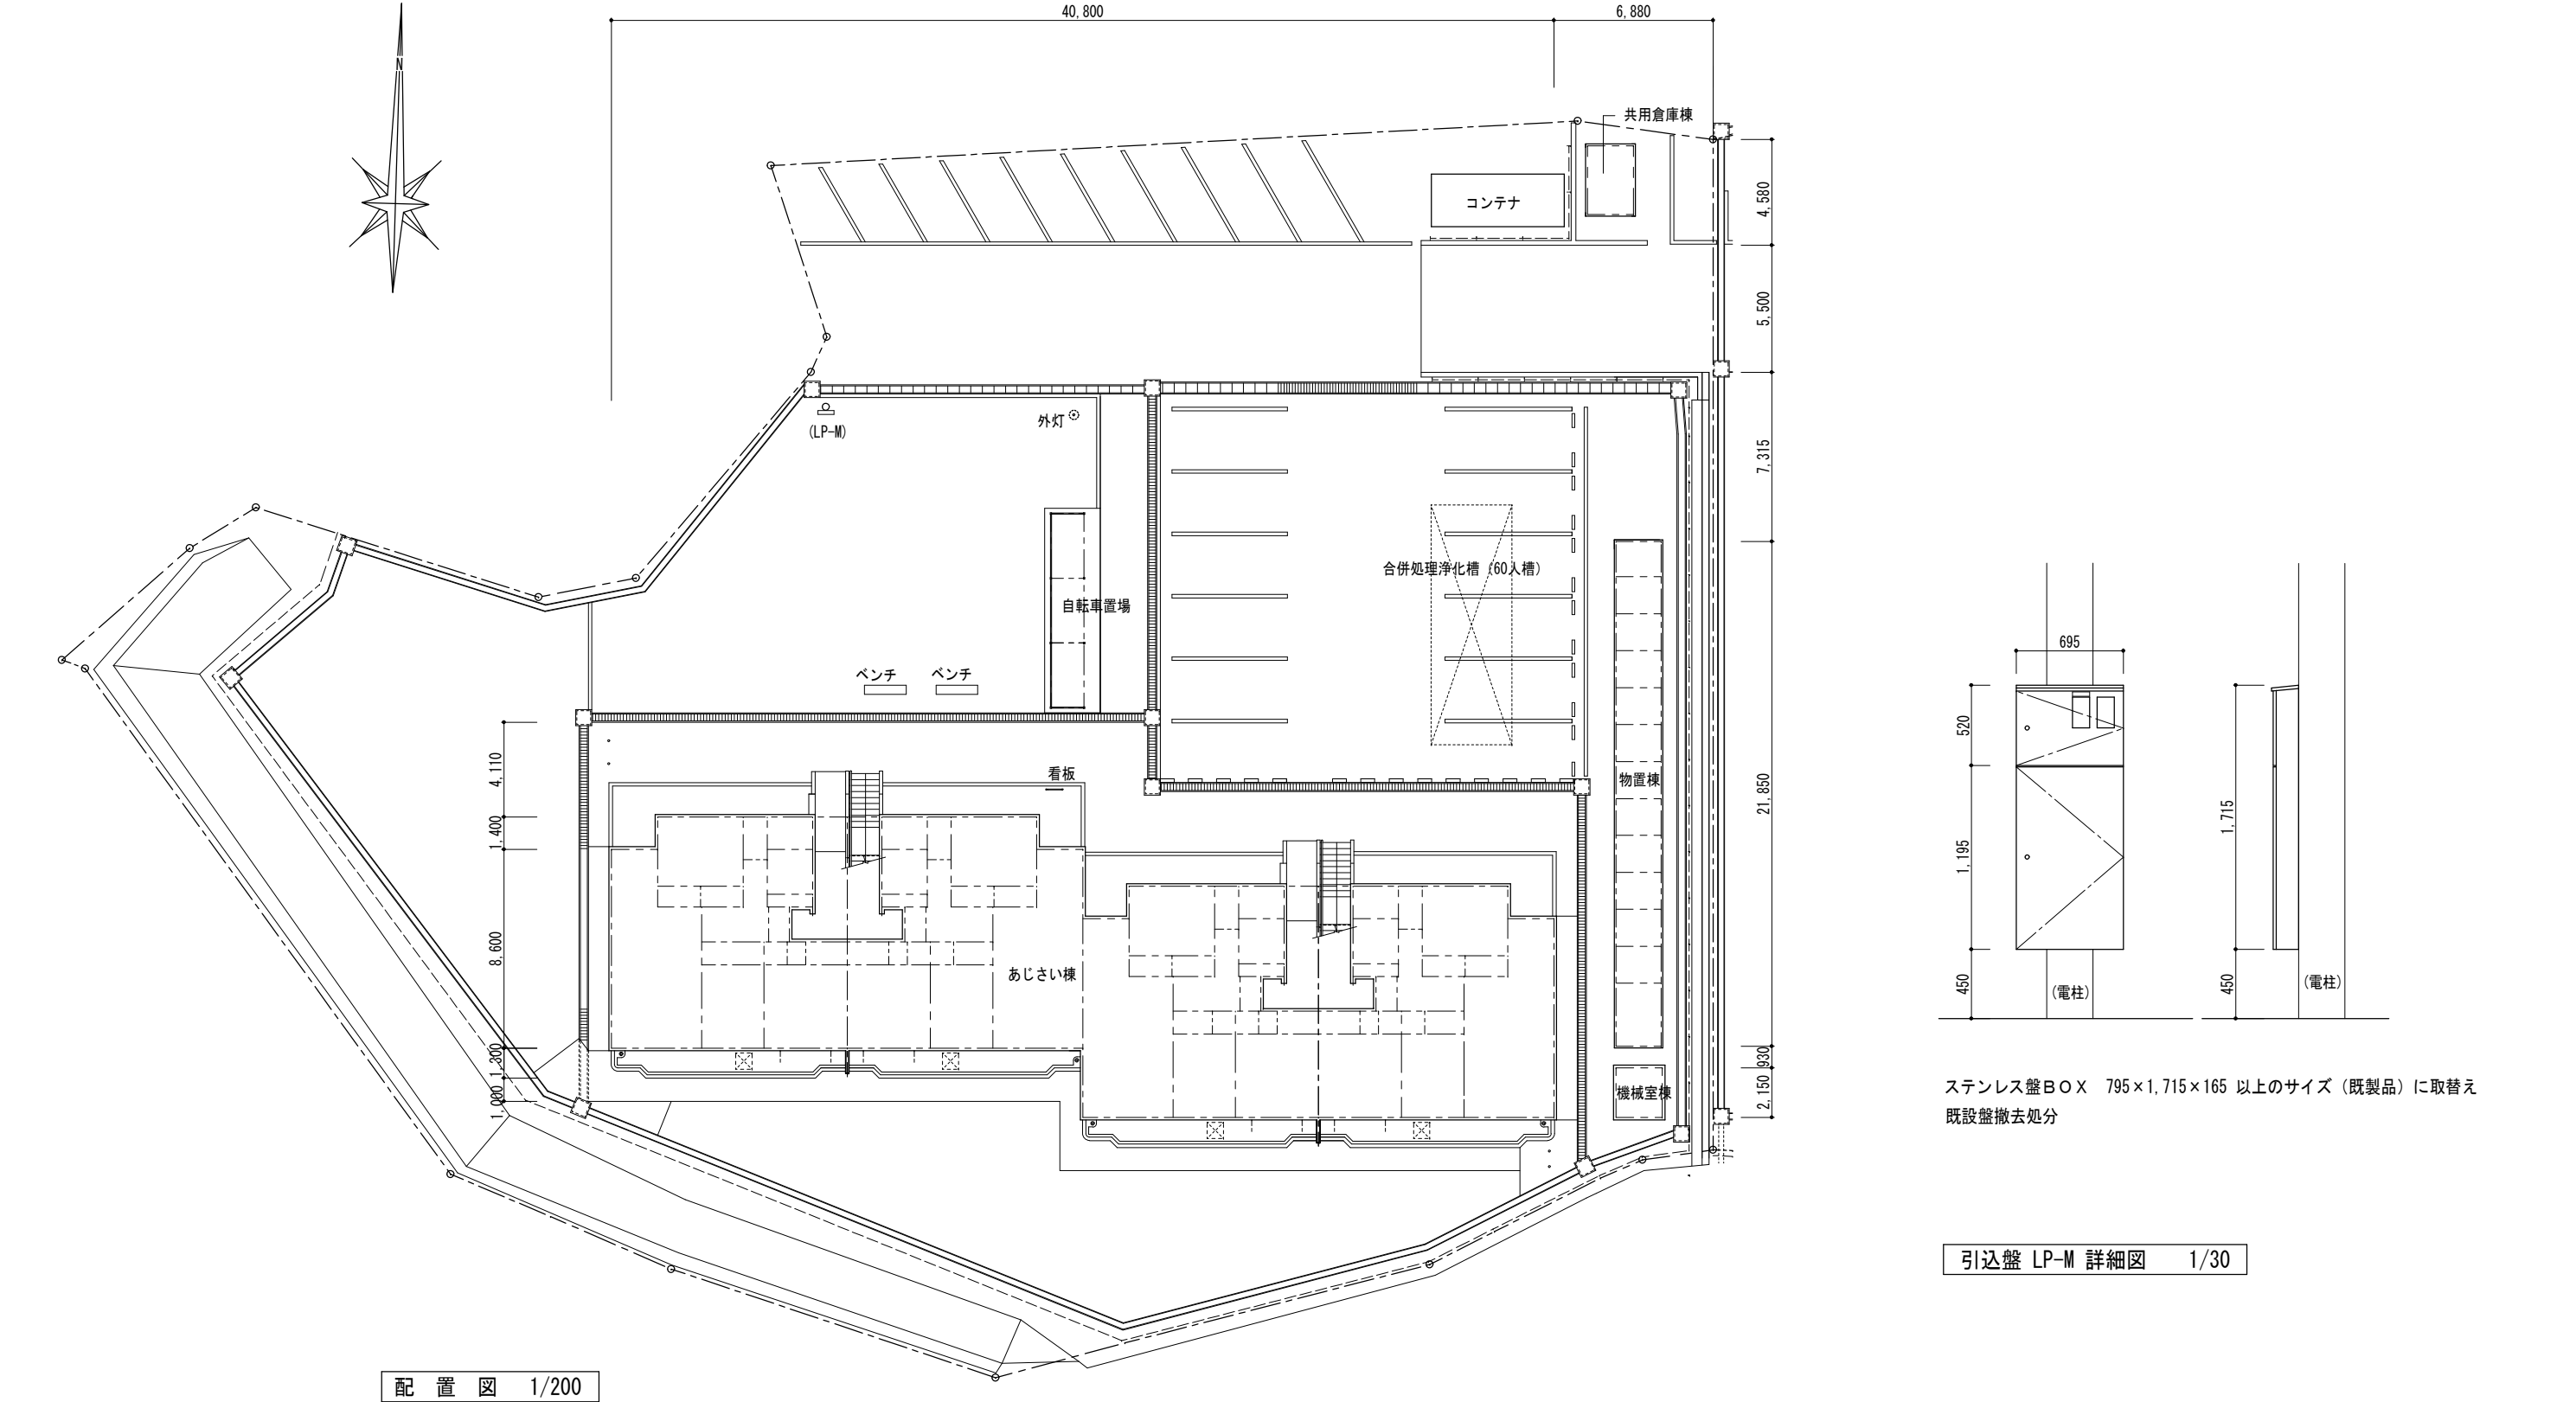 40,800
6,880
N
共用倉庫棟
コンテナ
4,580
5,500
(LP-M)
外灯
7,315
合併処理浄化槽（60人槽）
自転車置場
ベンチ
ベンチ
695
520
4,110
看板
物置棟
21,850
1,715
1,400
1,195
8,600
あじさい棟
450
(電柱)
450
(電柱)
1,300
930
1,000
2,150
機械室棟
ステンレス盤ＢＯＸ　795×1,715×165 以上のサイズ（既製品）に取替え
既設盤撤去処分
引込盤 LP-M 詳細図　1/30
配　置　図　1/200